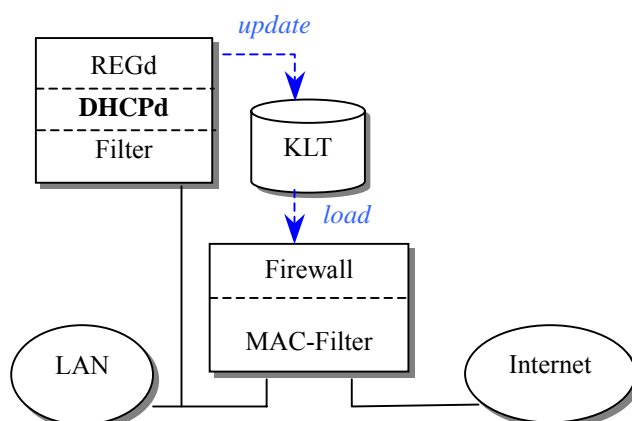 update
REGd
DHCPd
Filter
KLT
load
Firewall
MAC-Filter
LAN
Internet